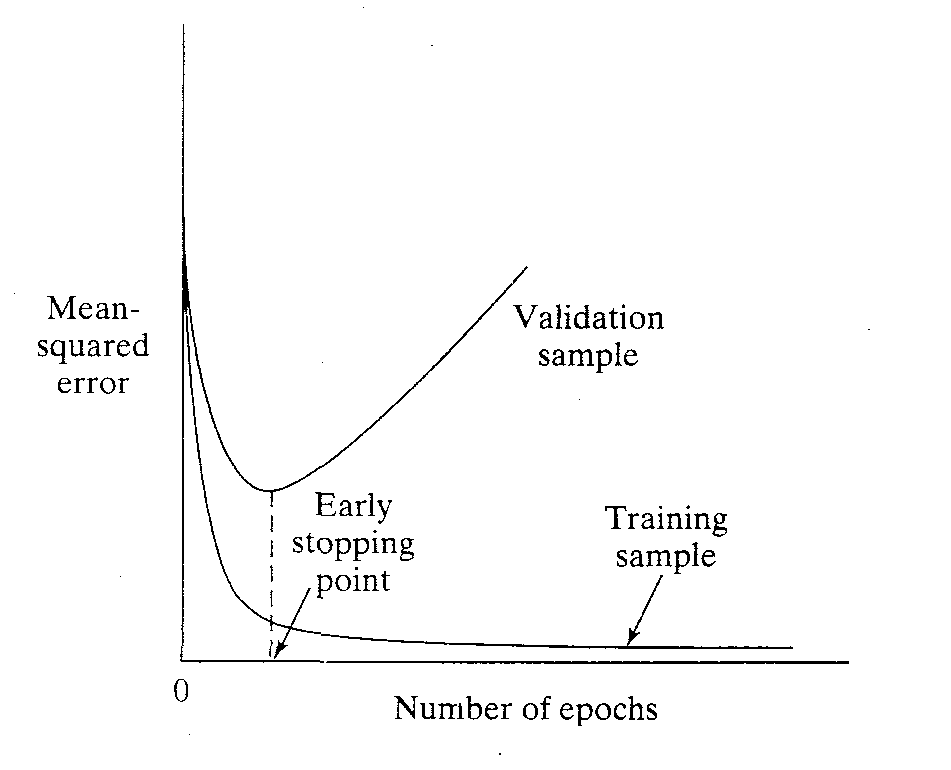 Mean-
squared
error
Validation
sample
Early
stopping
point
Training
sample
0
Number of epochs